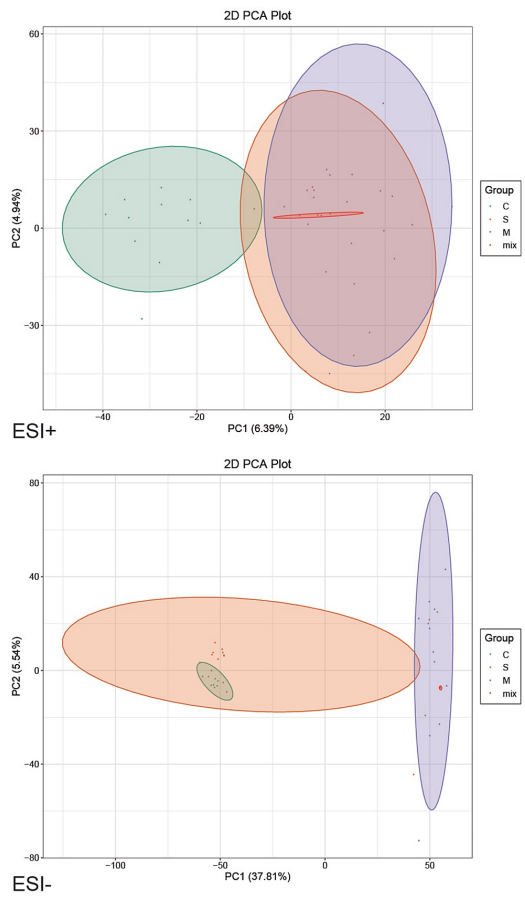 2D PCA Plot
60
30
0
−30
PC2 (4.94%)
−40
−20
0
20
PC1 (6.39%)
Group
C
S
M
mix
ESI+
2D PCA Plot
80
40
0
−40
−80
PC2 (5.54%)
−100
−50
0
50
PC1 (37.81%)
Group
C
S
M
mix
ESI-